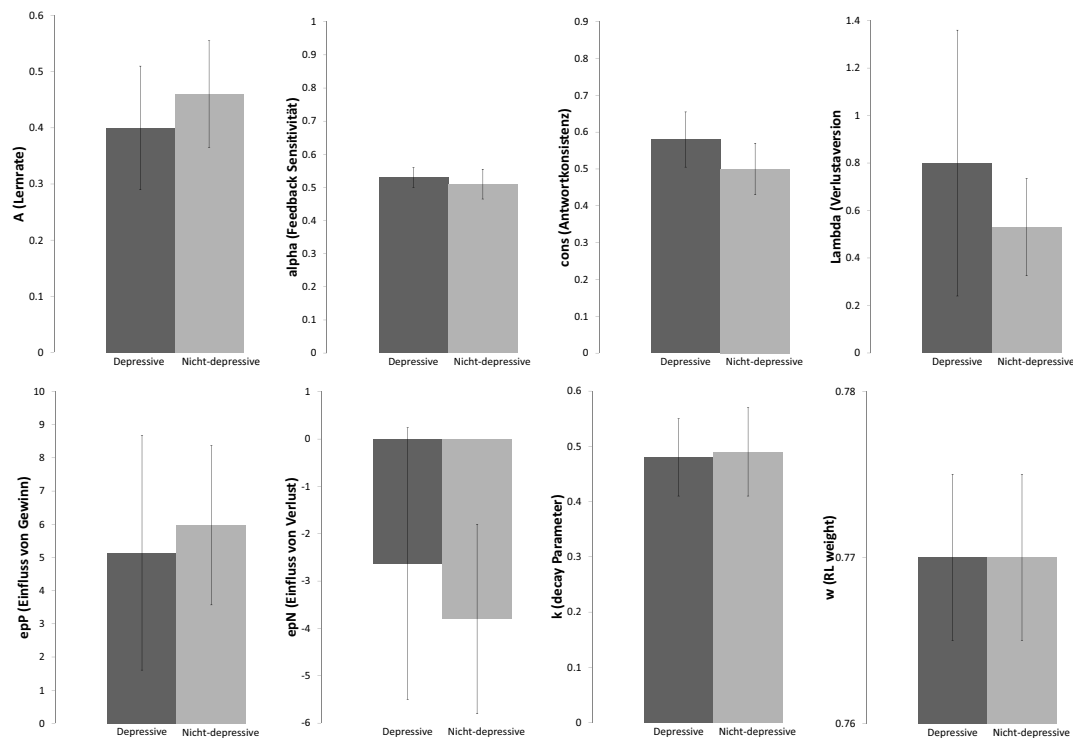 A (Lernrate)
0.6
0.5
0.4
0.3
0.2
0.1
0
Depressive
Nicht-depressive
alpha (Feedback Sensitivität)
1
0.9
0.8
0.7
0.6
0.5
0.4
0.3
0.2
0.1
0
Depressive
Nicht-depressive
cons (Antwortkonsistenz)
0.9
0.8
0.7
0.6
0.5
0.4
0.3
0.2
0.1
0
Depressive
Nicht-depressive
Lambda (Verlustaversion
1.4
1.2
1
0.8
0.6
0.4
0.2
0
Depressive
Nicht-depressive
epP (Einfluss von Gewinn)
10
9
8
7
6
5
4
3
2
1
0
Depressive
Nicht-depressive
epN (Einfluss von Verlust)
1
0
-1
-2
-3
-4
-5
-6
Depressive
Nicht-depressive
k (decay Parameter)
0.6
0.5
0.4
0.3
0.2
0.1
0
Depressive
Nicht-depressive
w (RL weight)
0.78
0.77
0.76
Depressive
Nicht-depressive